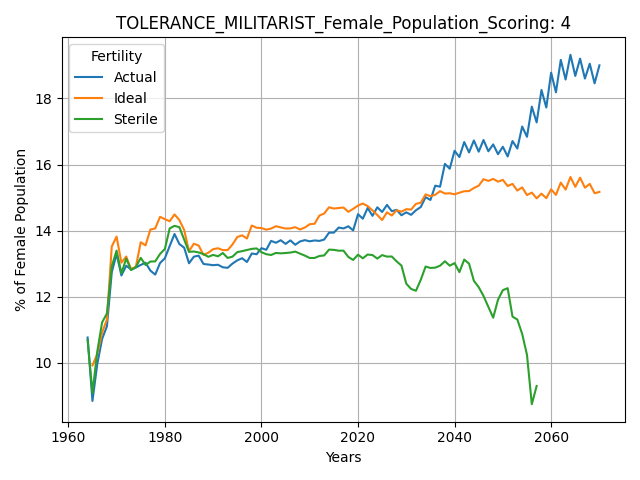 TOLERANCE_MILITARIST_Female_Population_Scoring: 4
Fertility
Actual
Ideal
Sterile
% of Female Population
18
16
14
12
10
1960
1980
2000
2020
2040
2060
Years